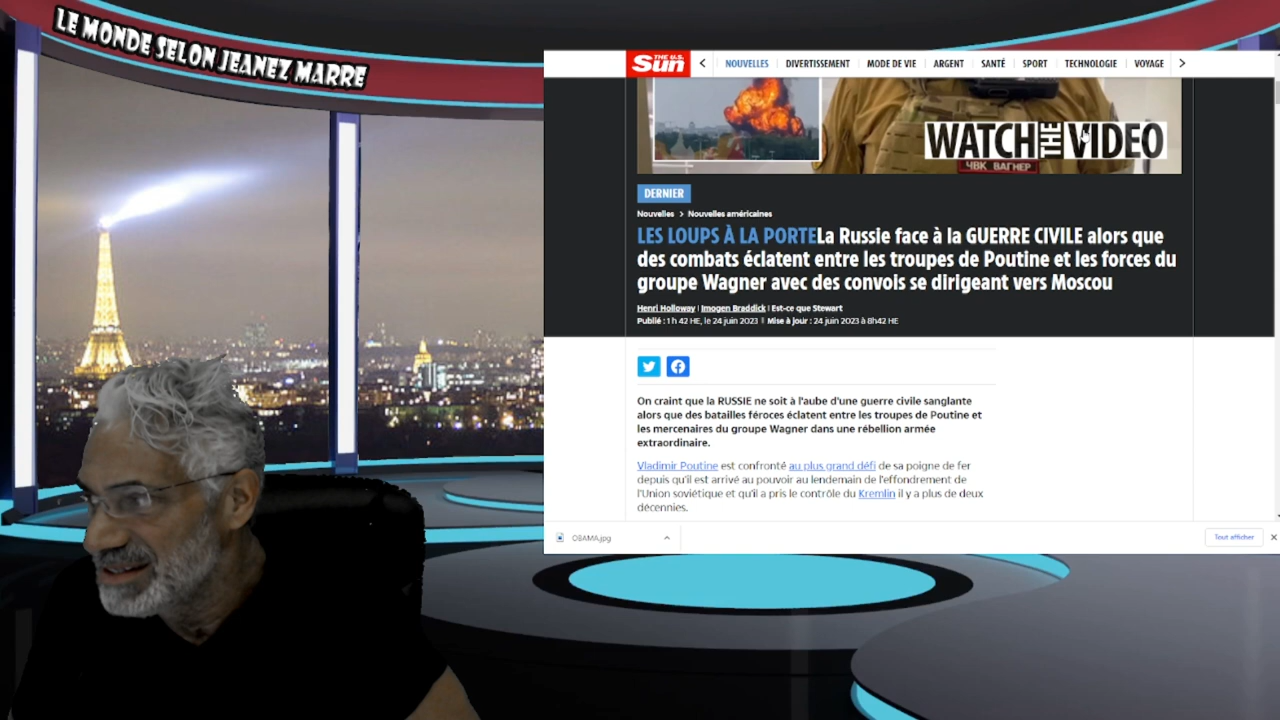 LE MONDE SELON JEANEZ MARRE
THE U.S. Sun
NOUVELLES DIVERTISSEMENT MODE DE VIE ARGENT SANTÉ SPORT TECHNOLOGIE VOYAGE
WATCH THE VIDEO
ЧВК ВАГНЕР
DERNIER
Nouvelles > Nouvelles américaines
LES LOUPS À LA PORTELa Russie face à la GUERRE CIVILE alors que
des combats éclatent entre les troupes de Poutine et les forces du
groupe Wagner avec des convois se dirigeant vers Moscou
Henri Holloway | Imogen Braddick | Est-ce que Stewart
Publié : 1 h 42 HE, le 24 juin 2023 | Mise à jour : 24 juin 2023 à 8h42 HE
On craint que la RUSSIE ne soit à l'aube d'une guerre civile sanglante
alors que des batailles féroces éclatent entre les troupes de Poutine et
les mercenaires du groupe Wagner dans une rébellion armée
extraordinaire.
Vladimir Poutine est confronté au plus grand défi de sa poigne de fer
depuis qu'il est arrivé au pouvoir au lendemain de l'effondrement de
l'Union soviétique et qu'il a pris le contrôle du Kremlin il y a plus de deux
décennies.
OBAMA.jpg
Tout afficher